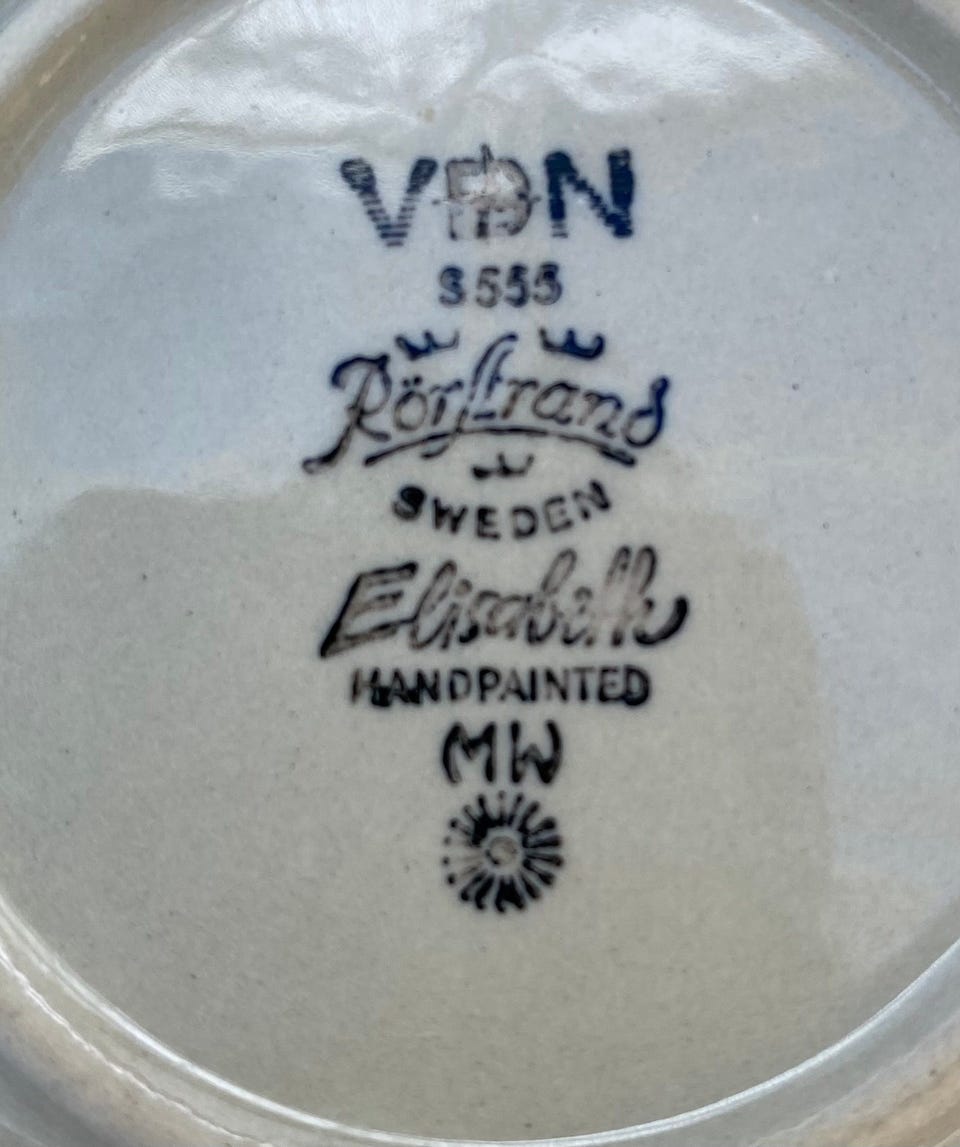 VDN
S555
Rörstrand
SWEDEN
Elisabeth
HANDPAINTED
MW